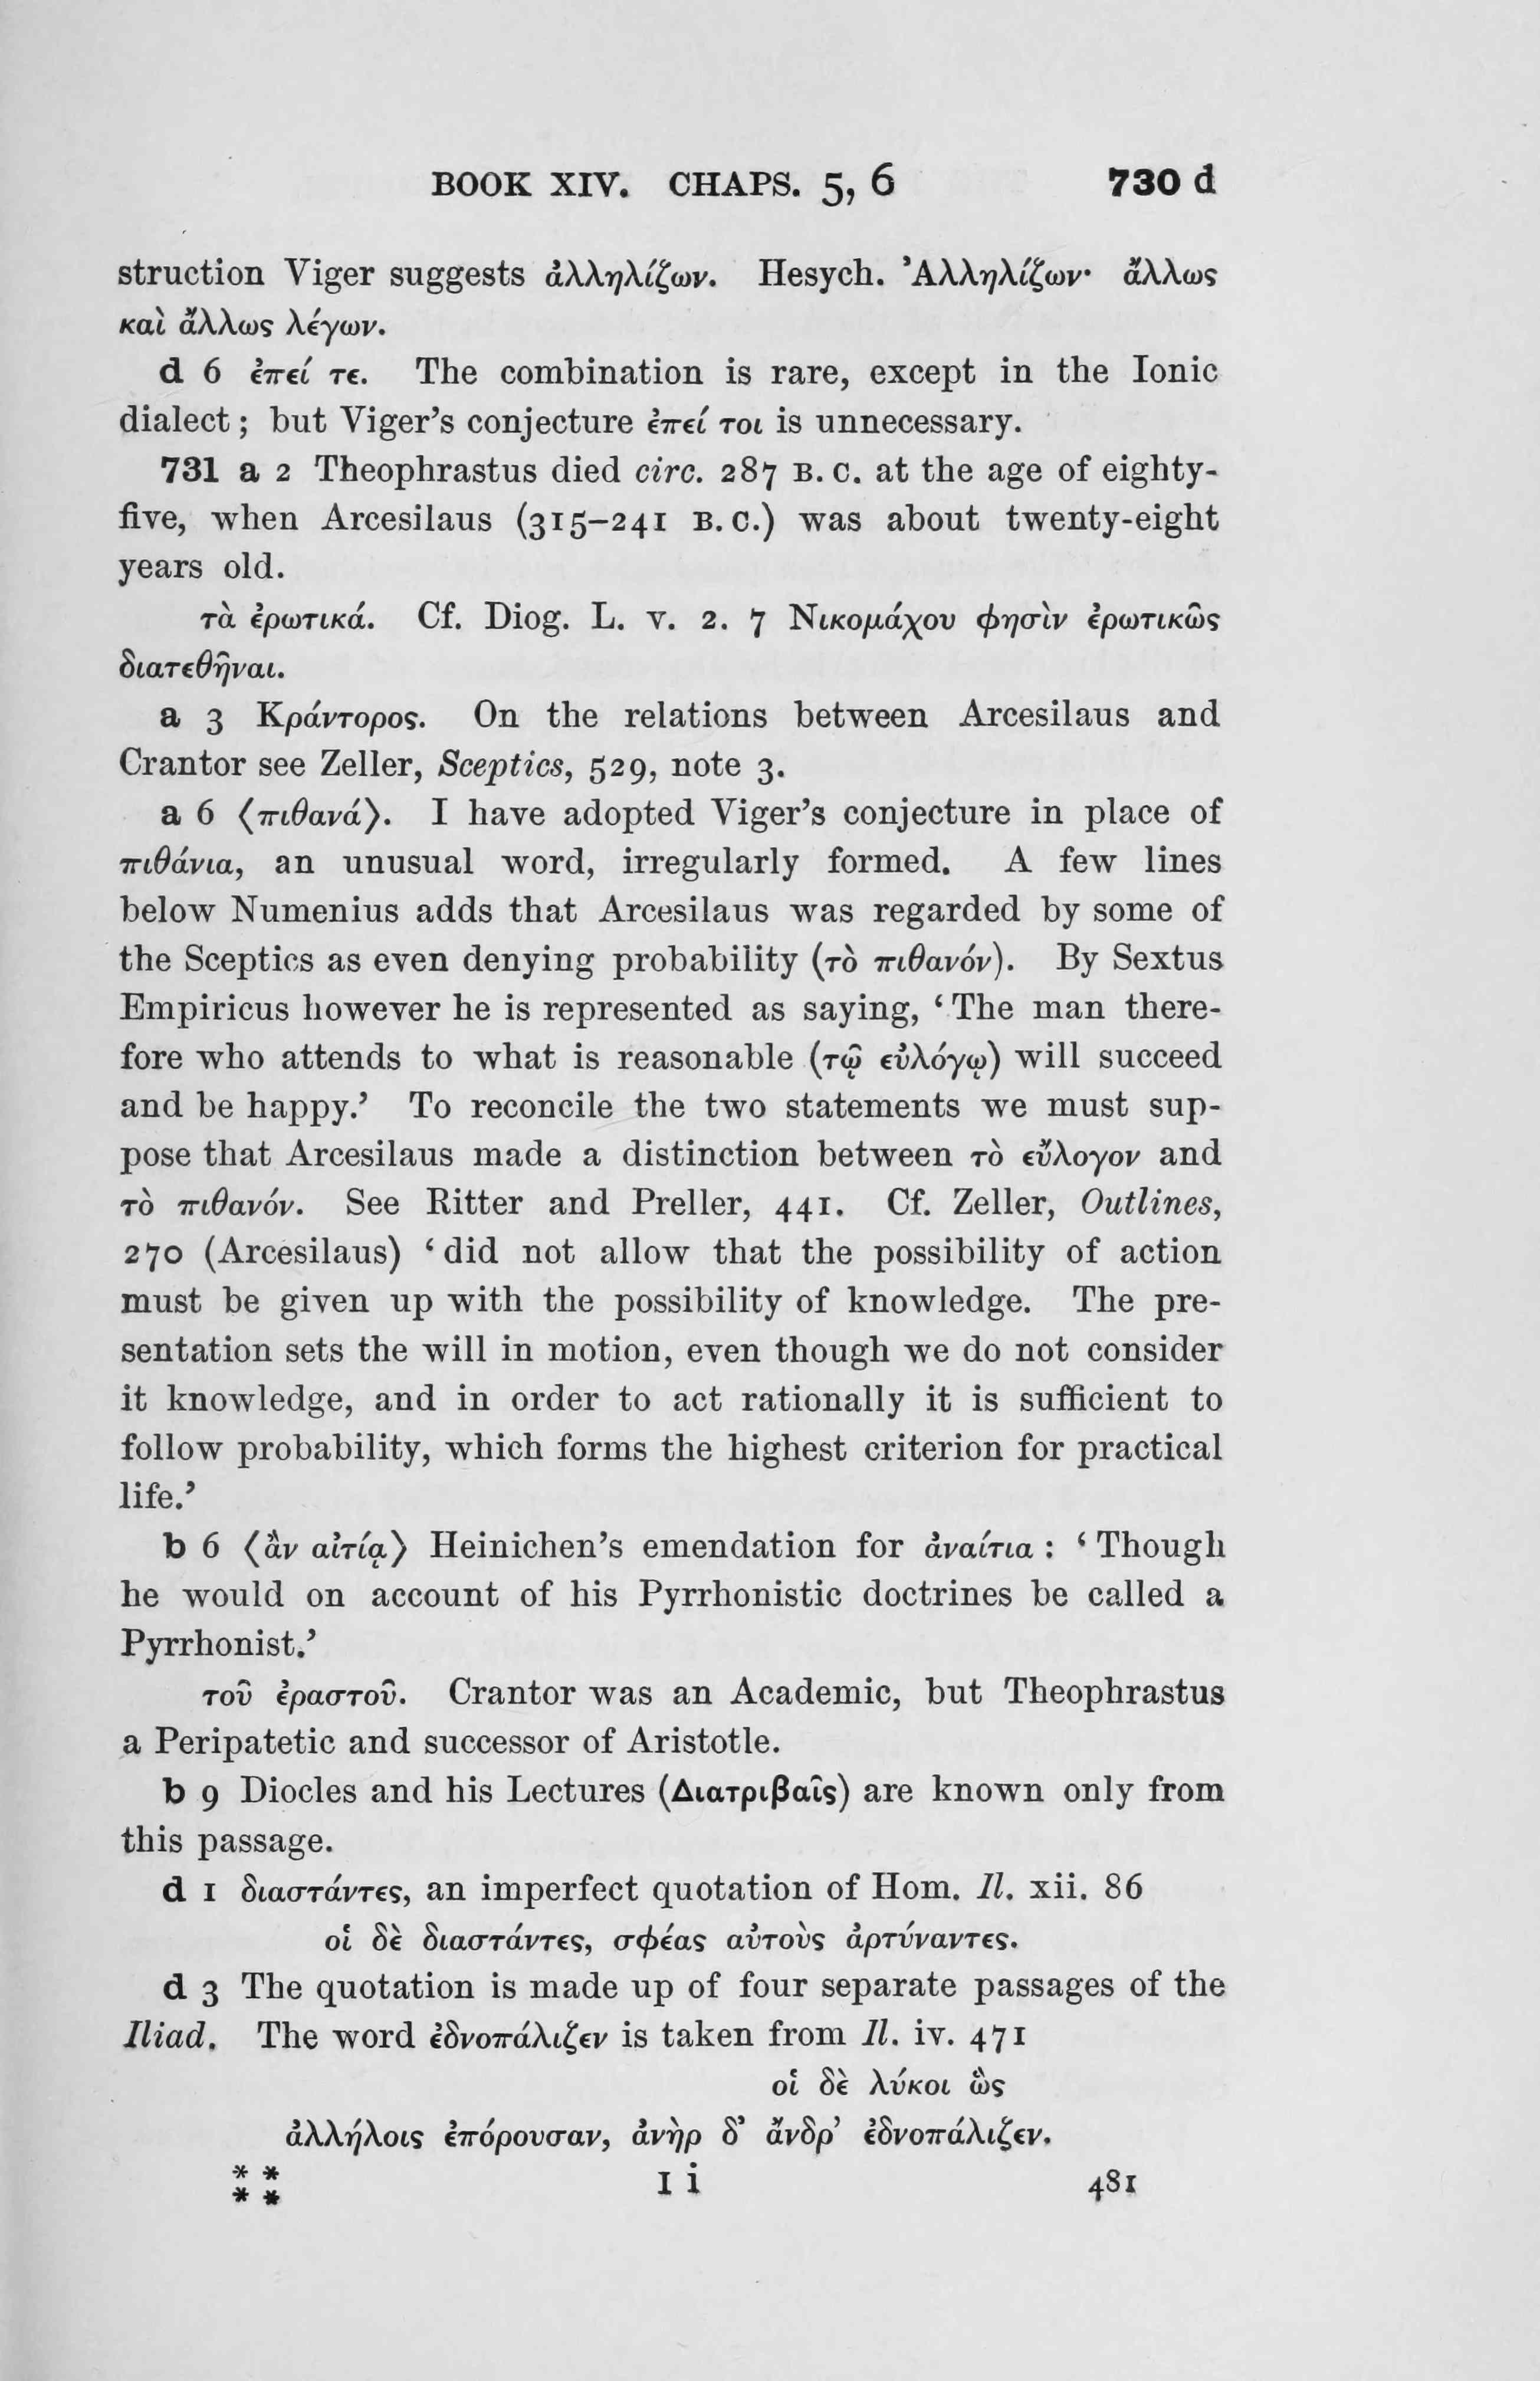 BOOK XIV. CHAPS. 5, 6 730 d
struction Viger suggests ἀλληλίζων. Hesych. Ἀλληλίζων· ἄλλως
καὶ ἄλλως λέγων.
d 6 ἐπεί τε. The combination is rare, except in the Ionic
dialect; but Viger's conjecture ἐπεί τοι is unnecessary.
731 a 2 Theophrastus died circ. 287 B. C. at the age of eighty-
five, when Arcesilaus (315–241 B. C.) was about twenty-eight
years old.
τὰ ἐρωτικά. Cf. Diog. L. v. 2. 7 Νικομάχου φησὶν ἐρωτικῶς
διατεθῆναι.
a 3 Κράντορος. On the relations between Arcesilaus and
Crantor see Zeller, Sceptics, 529, note 3.
a 6 ⟨πιθανά⟩. I have adopted Viger's conjecture in place of
πιθάνια, an unusual word, irregularly formed. A few lines
below Numenius adds that Arcesilaus was regarded by some of
the Sceptics as even denying probability (τὸ πιθανόν). By Sextus
Empiricus however he is represented as saying, ‘The man there-
fore who attends to what is reasonable (τῷ εὐλόγῳ) will succeed
and be happy.’ To reconcile the two statements we must sup-
pose that Arcesilaus made a distinction between τὸ εὔλογον and
τὸ πιθανόν. See Ritter and Preller, 441. Cf. Zeller, Outlines,
270 (Arcesilaus) ‘did not allow that the possibility of action
must be given up with the possibility of knowledge. The pre-
sentation sets the will in motion, even though we do not consider
it knowledge, and in order to act rationally it is sufficient to
follow probability, which forms the highest criterion for practical
life.’
b 6 ⟨ἂν αἰτίᾳ⟩ Heinichen's emendation for ἀναίτια: ‘Though
he would on account of his Pyrrhonistic doctrines be called a
Pyrrhonist.’
τοῦ ἐραστοῦ. Crantor was an Academic, but Theophrastus
a Peripatetic and successor of Aristotle.
b 9 Diocles and his Lectures (Διατριβαῖς) are known only from
this passage.
d 1 διαστάντες, an imperfect quotation of Hom. Il. xii. 86
οἱ δὲ διαστάντες, σφέας αὐτοὺς ἀρτύναντες.
d 3 The quotation is made up of four separate passages of the
Iliad. The word ἐδνοπάλιζεν is taken from Il. iv. 471
οἱ δὲ λύκοι ὣς
ἀλλήλοις ἐπόρουσαν, ἀνὴρ δ' ἄνδρ' ἐδνοπάλιζεν.
* *
* * I i 481